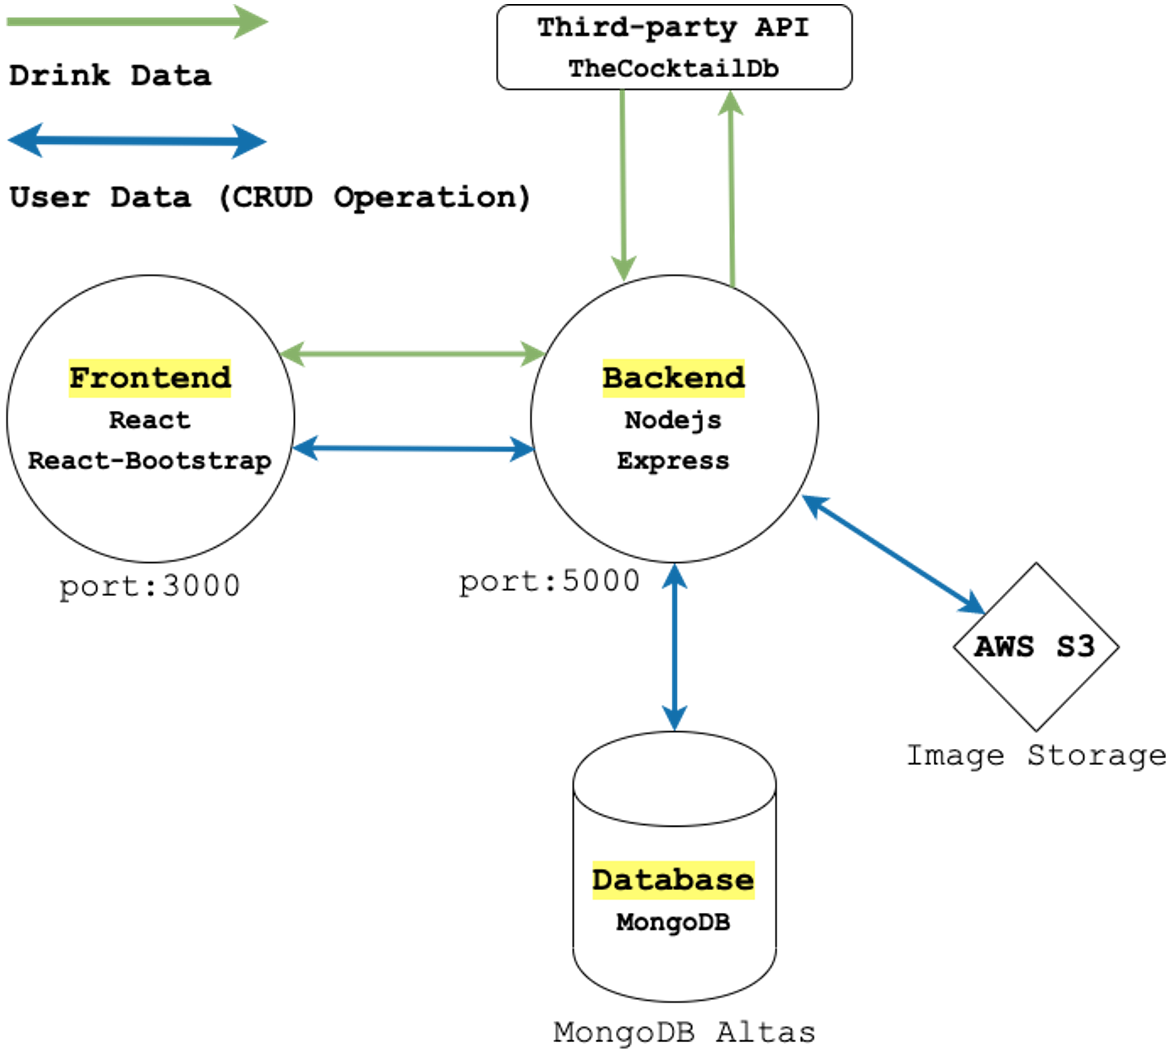 Drink Data
User Data (CRUD Operation)
Third-party API
TheCocktailDb
Frontend
React
React-Bootstrap
port:3000
Backend
Nodejs
Express
port:5000
AWS S3
Image Storage
Database
MongoDB
MongoDB Altas